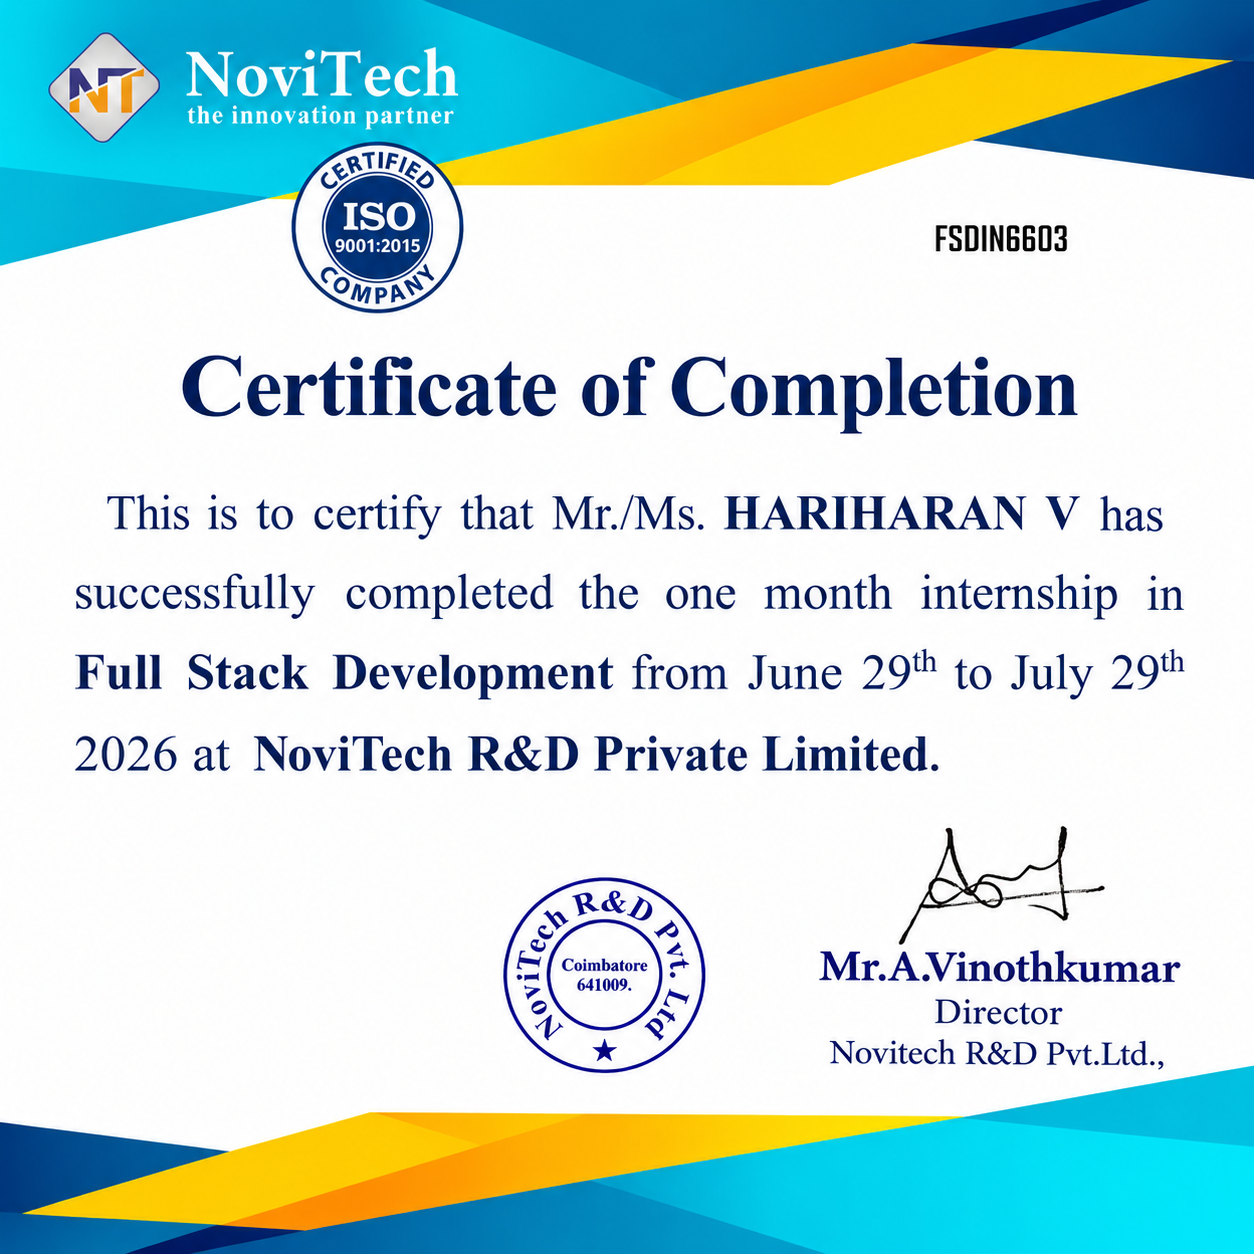 NT
NoviTech
the innovation partner
CERTIFIED
ISO
9001:2015
COMPANY
FSDIN6603
Certificate of Completion
This is to certify that Mr./Ms. HARIHARAN V has
successfully completed the one month internship in
Full Stack Development from June 29th to July 29th
2026 at NoviTech R&D Private Limited.
NoviTech R&D Pvt. Ltd
Coimbatore
641009.
Mr.A.Vinothkumar
Director
Novitech R&D Pvt.Ltd.,